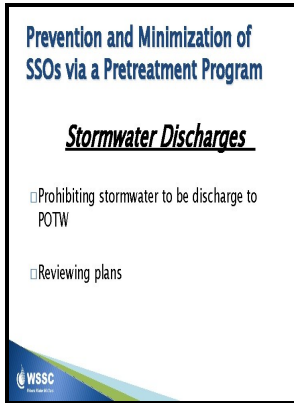 Prevention and Minimization of
SSOs via a Pretreatment Program
Stormwater Discharges
Prohibiting stormwater to be discharge to
POTW
Reviewing plans
WSSC